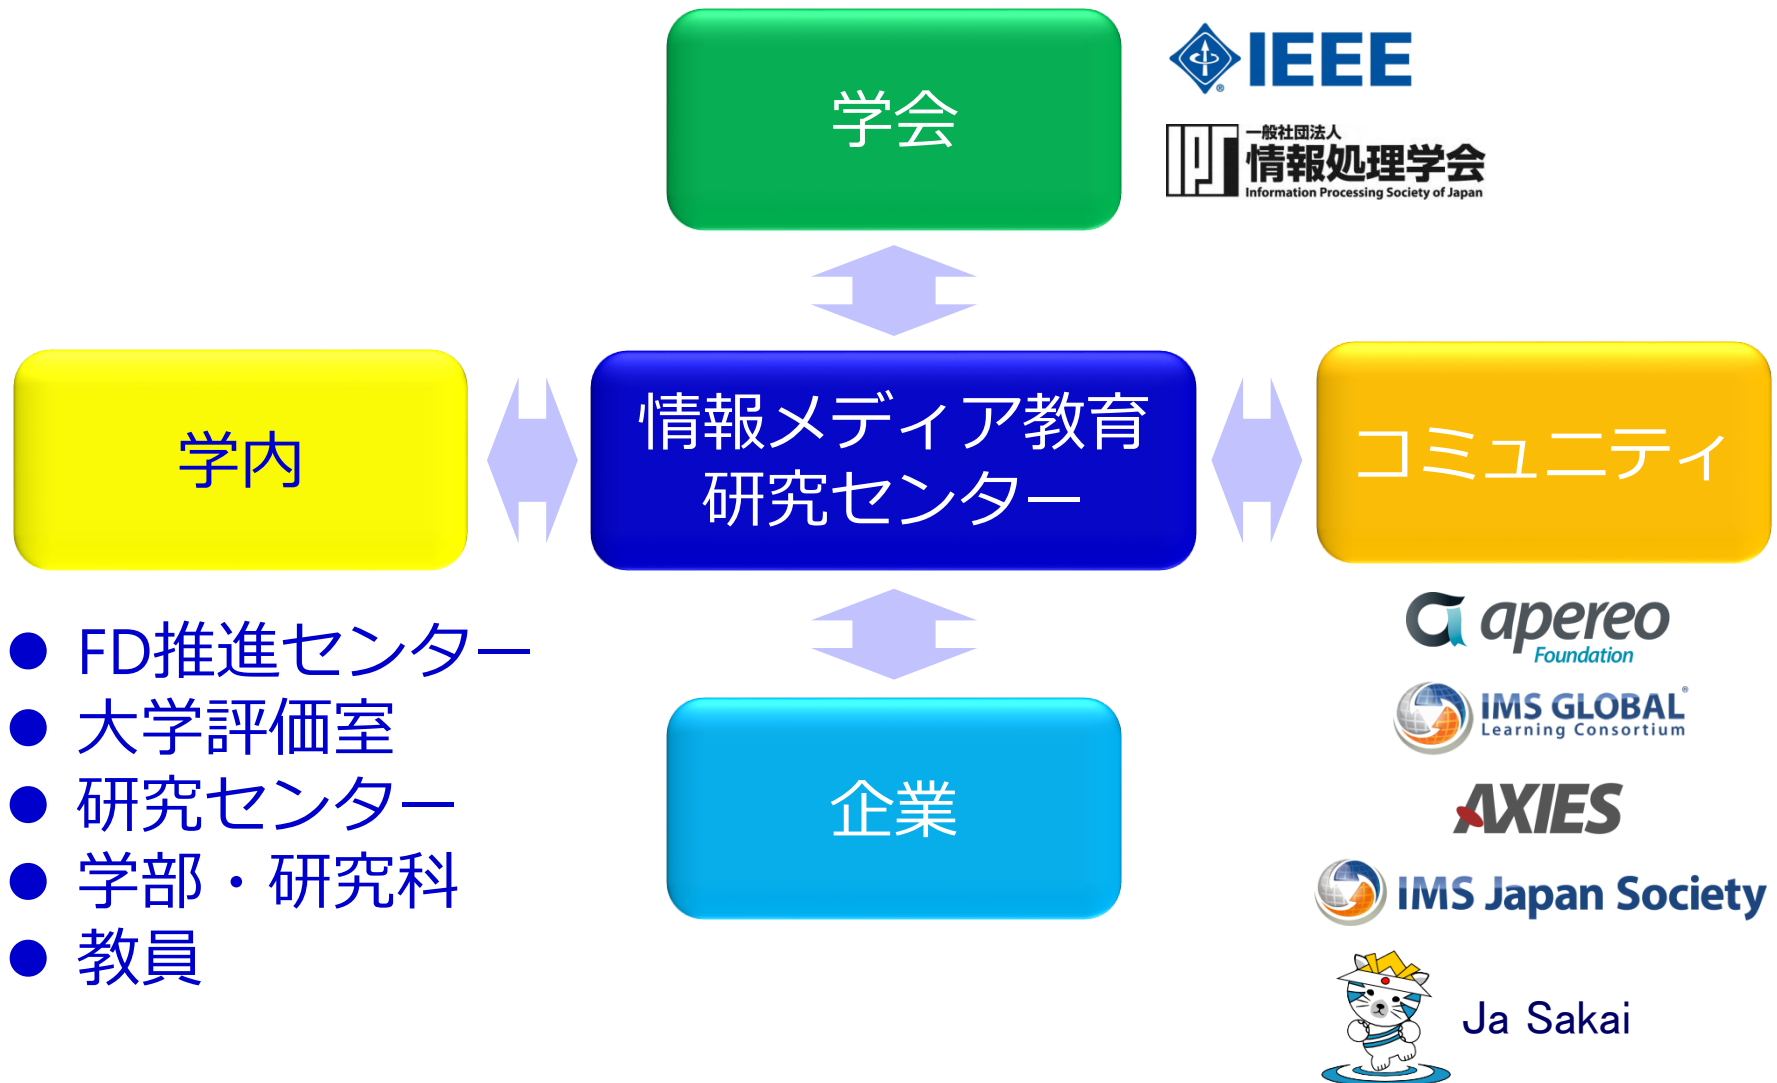 学会
IEEE
一般社団法人
情報処理学会
Information Processing Society of Japan
学内
情報メディア教育
研究センター
コミュニティ
FD推進センター
大学評価室
研究センター
学部・研究科
教員
企業
apereo
Foundation
IMS GLOBAL
Learning Consortium
AXIES
IMS Japan Society
Ja Sakai